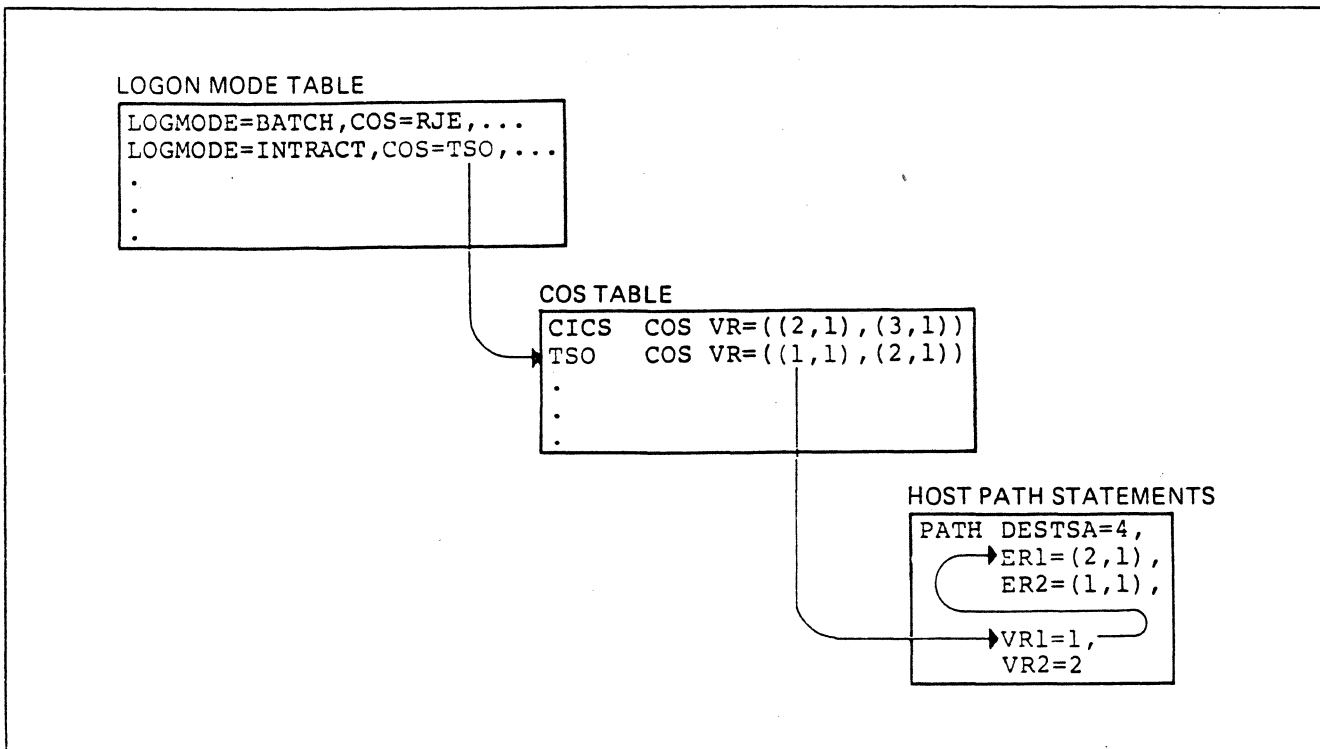 LOGON MODE TABLE
LOGMODE=BATCH,COS=RJE,...
LOGMODE=INTRACT,COS=TSO,...
.
.
.
COS TABLE
CICS COS VR=((2,1),(3,1))
TSO COS VR=((1,1),(2,1))
.
.
.
HOST PATH STATEMENTS
PATH DESTSA=4,
ER1=(2,1),
ER2=(1,1),
VR1=1,
VR2=2